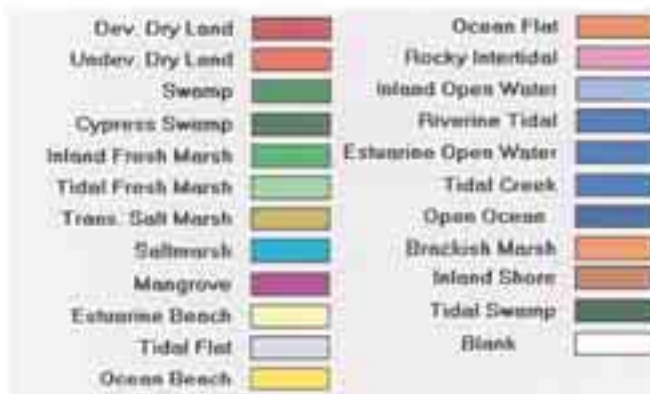 Dev. Dry Land
Undev. Dry Land
Swamp
Cypress Swamp
Inland Fresh Marsh
Tidal Fresh Marsh
Trans. Salt Marsh
Saltmarsh
Mangrove
Estuarine Beach
Tidal Flat
Ocean Beach
Ocean Flat
Rocky Intertidal
Inland Open Water
Riverine Tidal
Estuarine Open Water
Tidal Creek
Open Ocean
Brackish Marsh
Inland Shore
Tidal Swamp
Blank